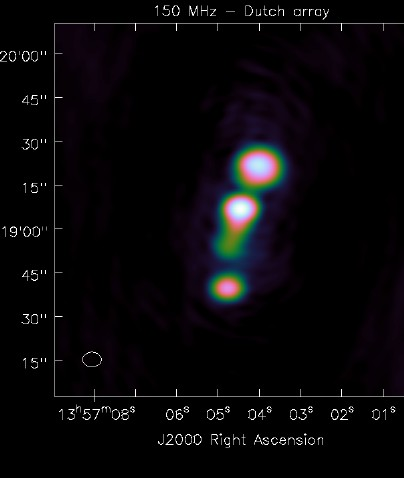 150 MHz – Dutch array
20'00"
45"
30"
15"
19'00"
45"
30"
15"
13ʰ57ᵐ08ˢ 06ˢ 05ˢ 04ˢ 03ˢ 02ˢ 01ˢ
J2000 Right Ascension